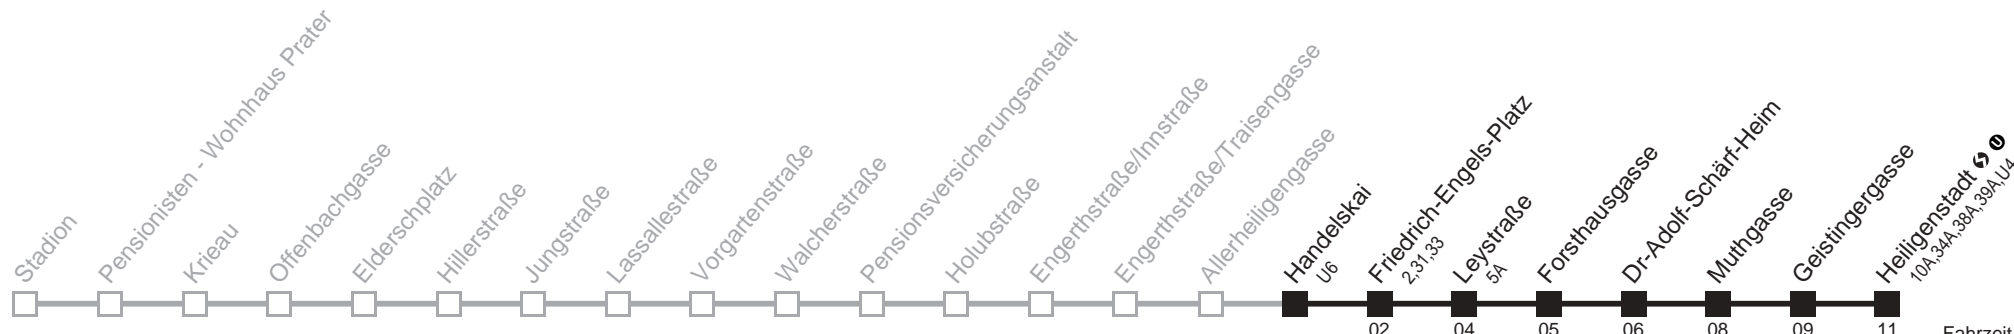 Stadion
Pensionisten - Wohnhaus Prater
Krieau
Offenbachgasse
Elderschplatz
Hillerstraße
Jungstraße
Lassallestraße
Vorgartenstraße
Walcherstraße
Pensionsversicherungsanstalt
Holubstraße
Engerthstraße/Innstraße
Engerthstraße/Traisengasse
Allerheiligengasse
Handelskai
U6
Friedrich-Engels-Platz
2,31,33
Leystraße
5A
Forsthausgasse
Dr-Adolf-Schärf-Heim
Muthgasse
Geistingergasse
Heiligenstadt S U
10A,34A,38A,39A,U4
02 04 05 06 08 09 11 Fahrzeit